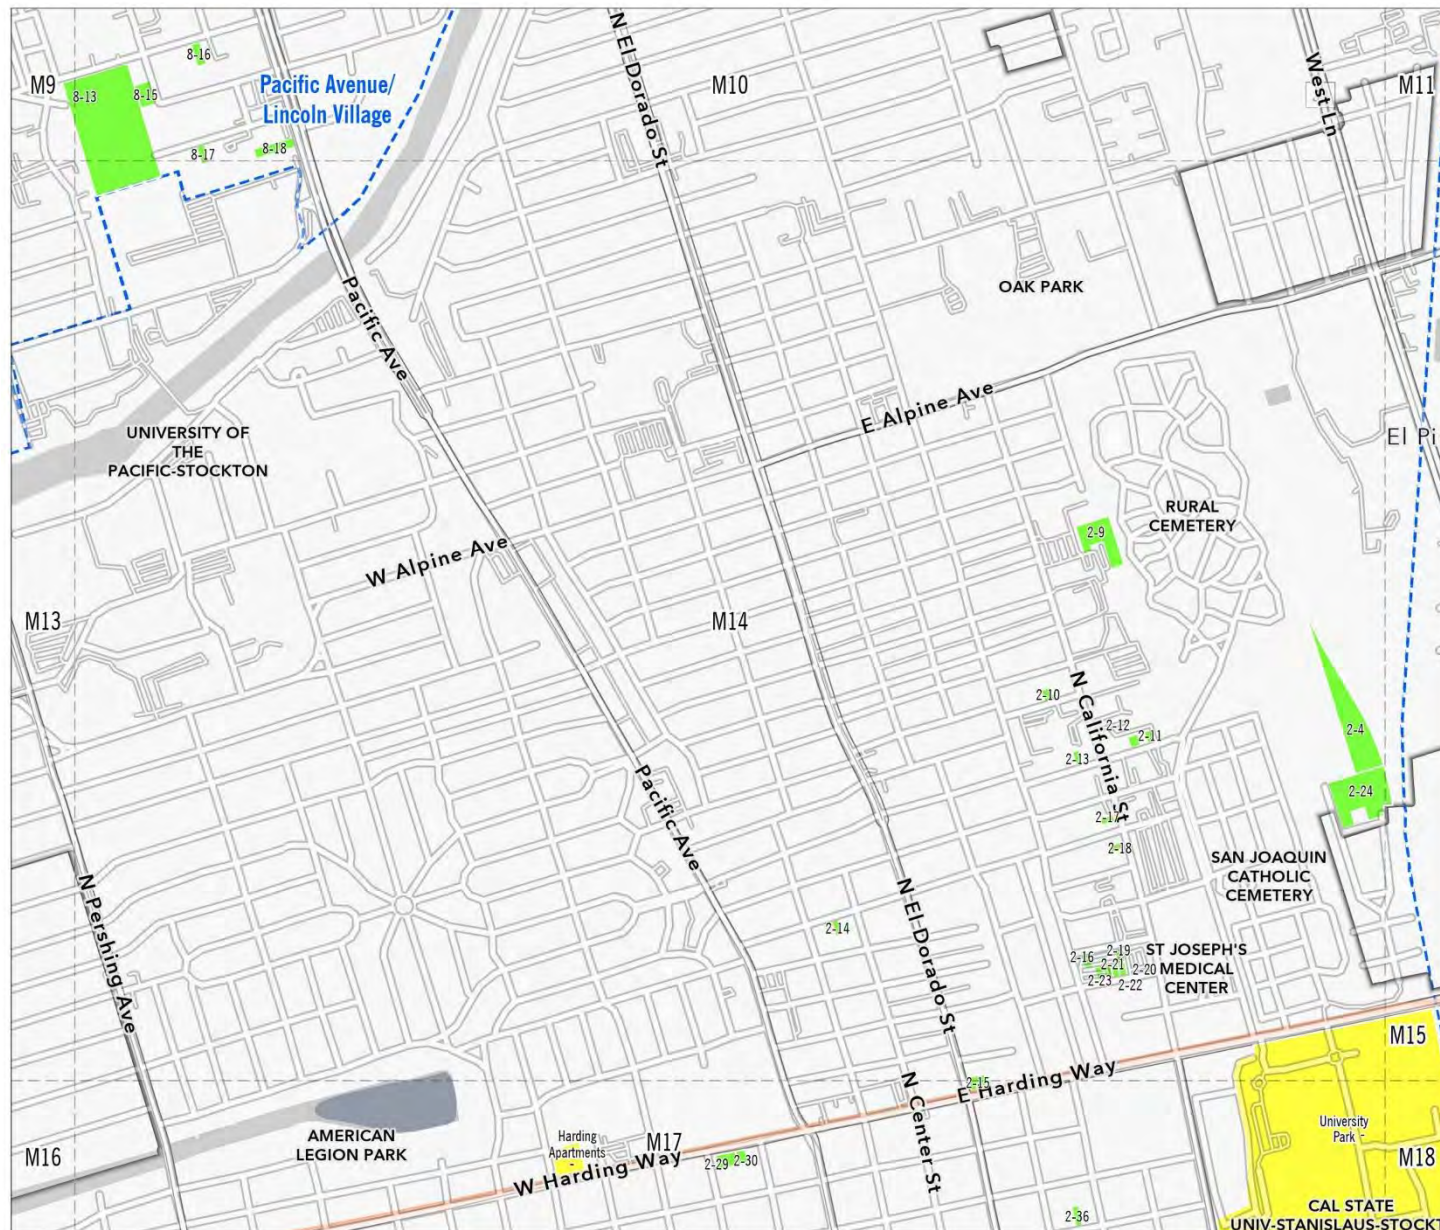 N El Dorado St
8-16
M9
Pacific Avenue/
Lincoln Village
M10
West Ln
M11
8-13
8-15
8-17
8-18
OAK PARK
Pacific Ave
E Alpine Ave
UNIVERSITY OF
THE
PACIFIC-STOCKTON
El Pi
RURAL
CEMETERY
2-9
W Alpine Ave
M13
M14
2-10
N California St
2-12
2-11
2-4
2-13
2-24
Pacific Ave
2-17
2-18
SAN JOAQUIN
CATHOLIC
CEMETERY
N Pershing Ave
N El Dorado St
2-14
2-19
2-16
2-21
2-20
2-23
2-22
ST JOSEPH'S
MEDICAL
CENTER
M15
2-15
E Harding Way
N Center St
University
Park
AMERICAN
LEGION PARK
Harding
Apartments
M17
M16
2-29
2-30
W Harding Way
M18
2-36
CAL STATE
UNIV-STANISLAUS-STOCKT